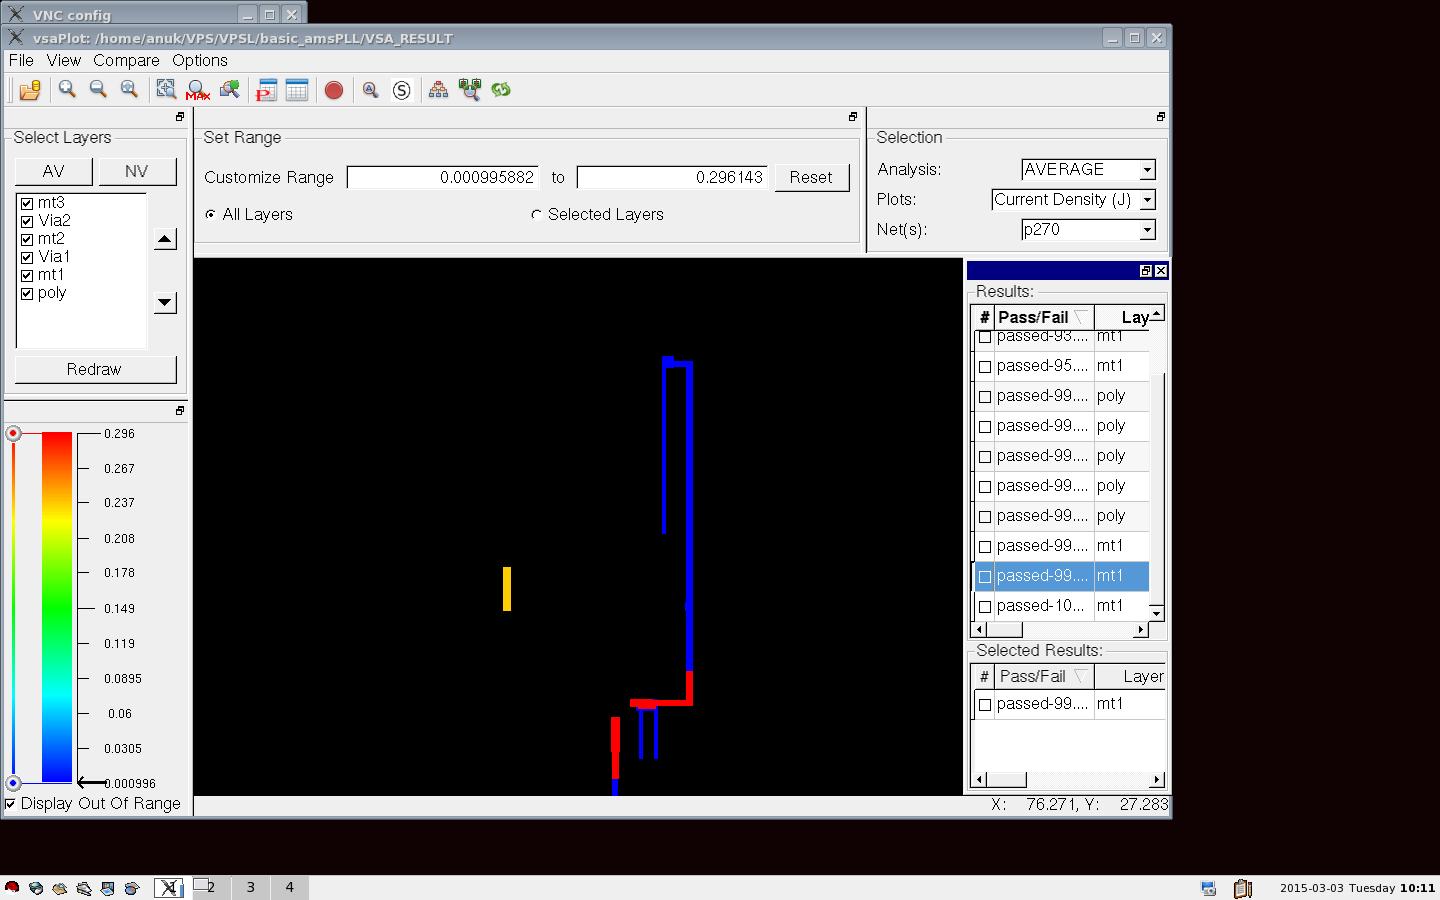 VNC config
vsaPlot: /home/anuk/VPS/VPSL/basic_amsPLL/VSA_RESULT
File View Compare Options
MAX P S
Select Layers
AV NV
mt3
Via2
mt2
Via1
mt1
poly
Redraw
Set Range
Customize Range 0.000995882 to 0.296143 Reset
All Layers Selected Layers
Selection
Analysis: AVERAGE
Plots: Current Density (J)
Net(s): p270
0.296
0.267
0.237
0.208
0.178
0.149
0.119
0.0895
0.06
0.0305
0.000996
Display Out Of Range
Results:
# Pass/Fail Lay
passed-93.... mt1
passed-95.... mt1
passed-99.... poly
passed-99.... poly
passed-99.... poly
passed-99.... poly
passed-99.... poly
passed-99.... mt1
passed-99.... mt1
passed-10... mt1
Selected Results:
# Pass/Fail Layer
passed-99.... mt1
X: 76.271, Y: 27.283
2 3 4
2015-03-03 Tuesday 10:11